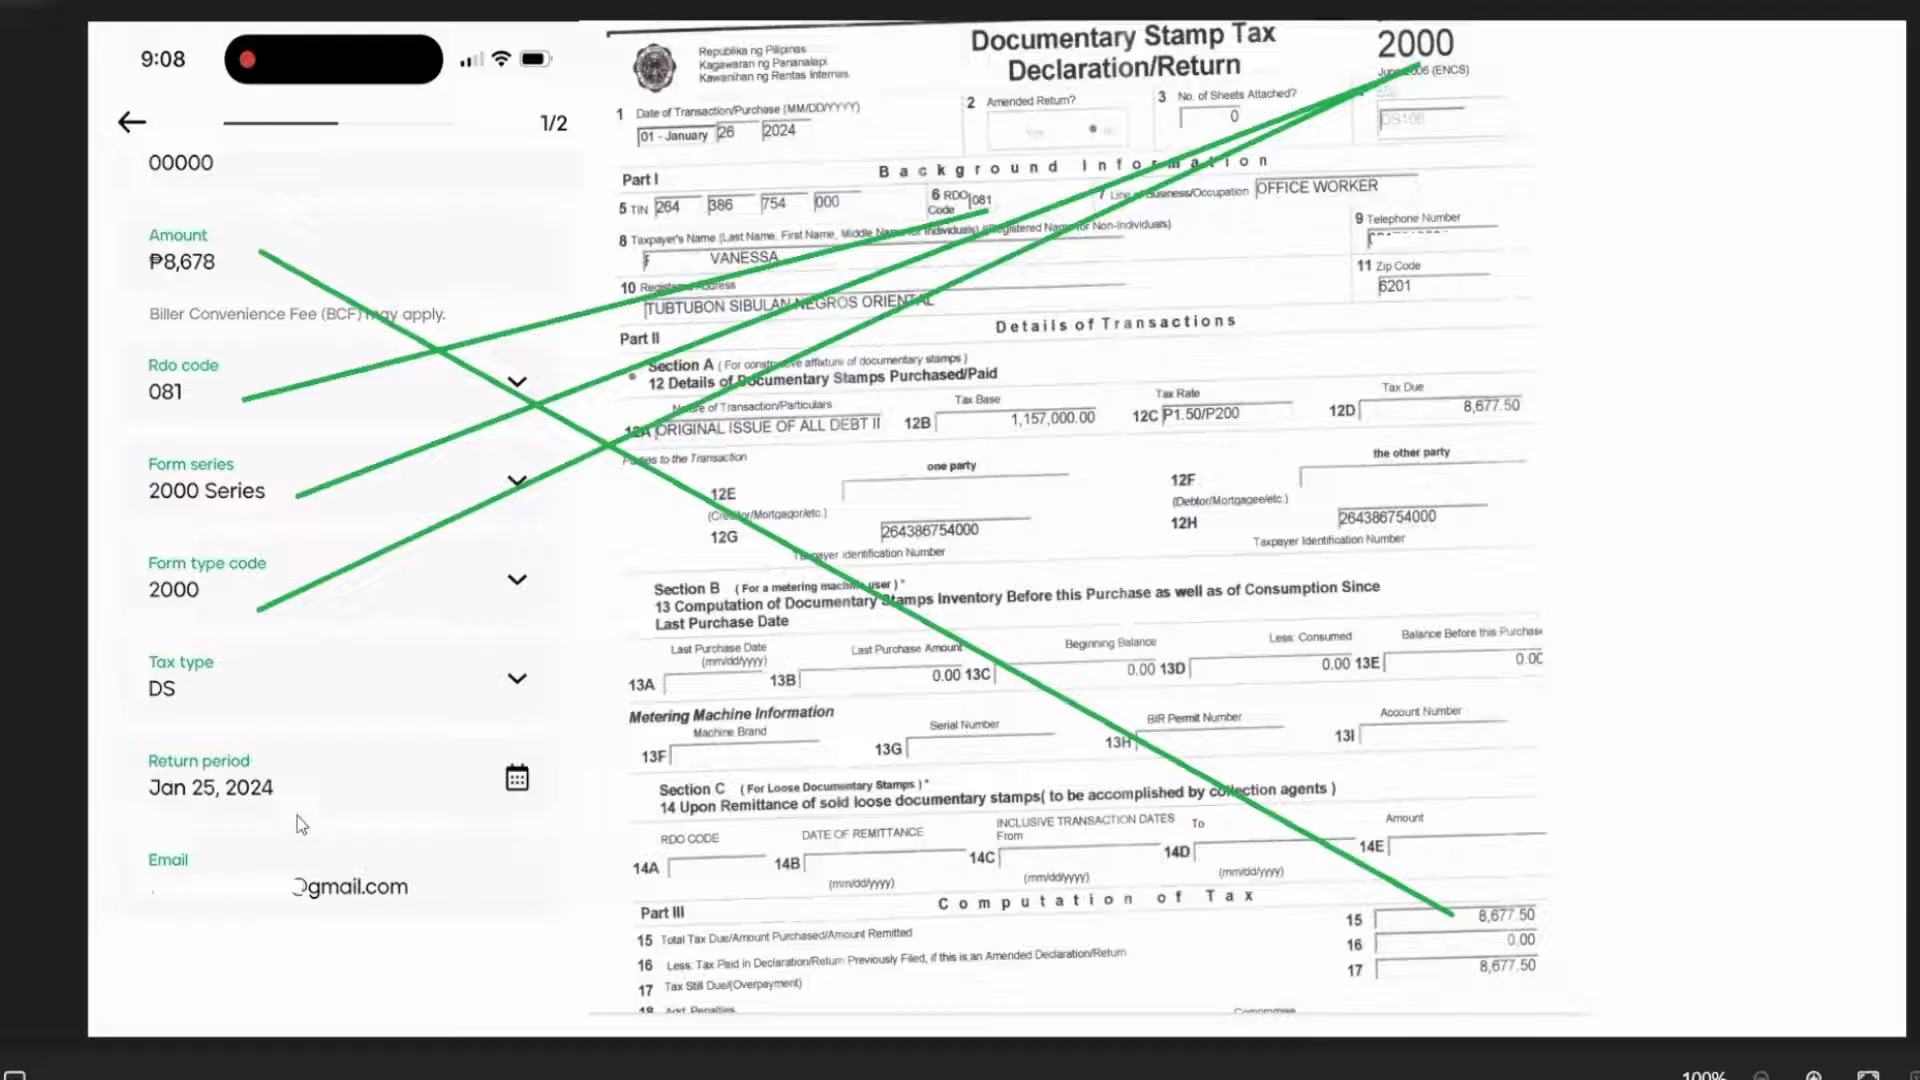 9:08
1/2
00000
Amount
₱8,678
Biller Convenience Fee (BCF) may apply.
Rdo code
081
Form series
2000 Series
Form type code
2000
Tax type
DS
Return period
Jan 25, 2024
Email
@gmail.com
Republika ng Pilipinas
Kagawaran ng Pananalapi
Kawanihan ng Rentas Internas
Documentary Stamp Tax
Declaration/Return
2000
June 2006 (ENCS)
1 Date of Transaction/Purchase (MM/DD/YYYY)
01 - January 26 2024
2 Amended Return?
3 No. of Sheets Attached?
0
DS106
Part I Background Information
5 TIN 264 386 754 000
6 RDO Code 081
7 Line of Business/Occupation OFFICE WORKER
8 Taxpayer's Name (Last Name, First Name, Middle Name for Individuals) (Registered Name for Non-Individuals)
VANESSA
9 Telephone Number
10 Registered Address
TUBTUBON SIBULAN NEGROS ORIENTAL
11 Zip Code
6201
Part II Details of Transactions
Section A ( For constructive affixture of documentary stamps )
12 Details of Documentary Stamps Purchased/Paid
Nature of Transaction/Particulars Tax Base Tax Rate Tax Due
12A ORIGINAL ISSUE OF ALL DEBT II 12B 1,157,000.00 12C P1.50/P200 12D 8,677.50
Parties to the Transaction
one party the other party
12E 12F
(Creditor/Mortgagor/etc.) (Debtor/Mortgagee/etc.)
12G 264386754000 12H 264386754000
Taxpayer Identification Number Taxpayer Identification Number
Section B ( For a metering machine user ) *
13 Computation of Documentary Stamps Inventory Before this Purchase as well as of Consumption Since
Last Purchase Date
Last Purchase Date (mm/dd/yyyy) Last Purchase Amount Beginning Balance Less: Consumed Balance Before this Purchase
13A 13B 0.00 13C 0.00 13D 0.00 13E 0.00
Metering Machine Information
Machine Brand Serial Number BIR Permit Number Account Number
13F 13G 13H 13I
Section C ( For Loose Documentary Stamps ) *
14 Upon Remittance of sold loose documentary stamps( to be accomplished by collection agents )
RDO CODE DATE OF REMITTANCE INCLUSIVE TRANSACTION DATES From To Amount
14A 14B 14C 14D 14E
(mm/dd/yyyy) (mm/dd/yyyy) (mm/dd/yyyy)
Part III Computation of Tax
15 Total Tax Due/Amount Purchased/Amount Remitted 15 8,677.50
16 Less: Tax Paid in Declaration/Return Previously Filed, if this is an Amended Declaration/Return 16 0.00
17 Tax Still Due/(Overpayment) 17 8,677.50
18 Add: Penalties
Compromise
100%